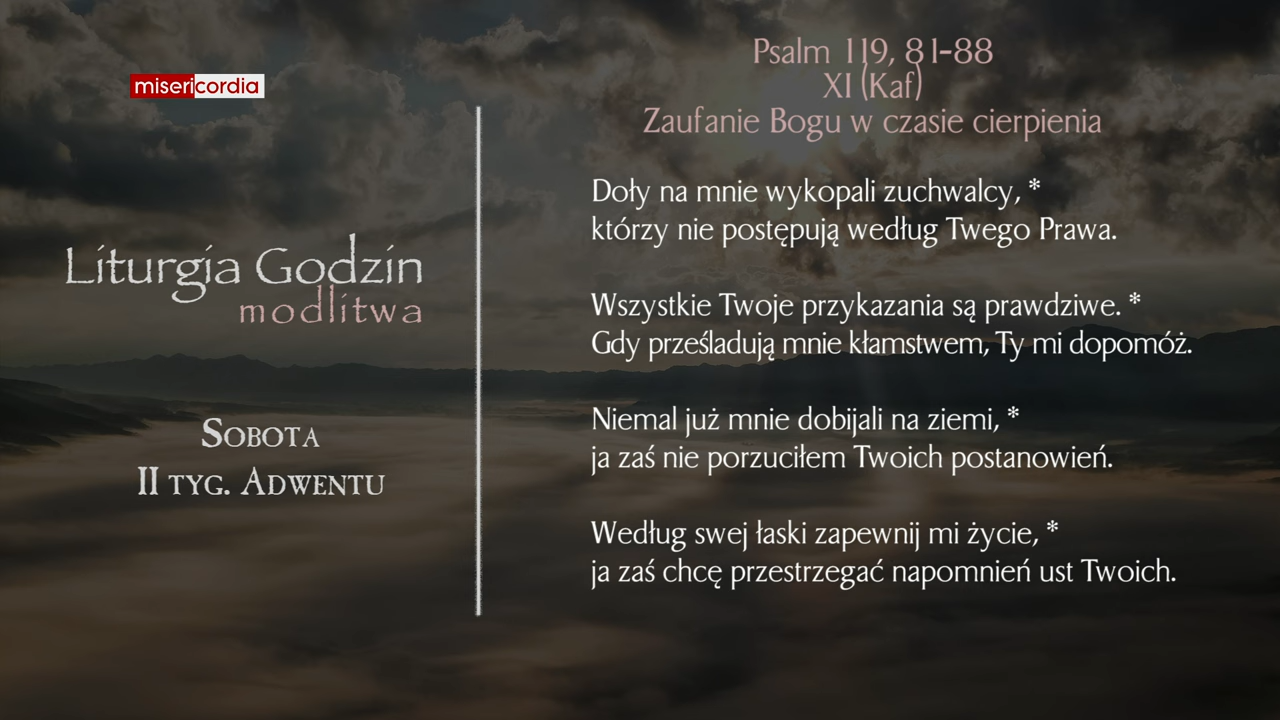 misericordia
Liturgia Godzin
modlitwa
Sobota
II tyg. Adwentu
Psalm 119, 81-88
XI (Kaf)
Zaufanie Bogu w czasie cierpienia
Doły na mnie wykopali zuchwalcy, *
którzy nie postępują według Twego Prawa.
Wszystkie Twoje przykazania są prawdziwe. *
Gdy prześladują mnie kłamstwem, Ty mi dopomóż.
Niemal już mnie dobijali na ziemi, *
ja zaś nie porzuciłem Twoich postanowień.
Według swej łaski zapewnij mi życie, *
ja zaś chcę przestrzegać napomnień ust Twoich.